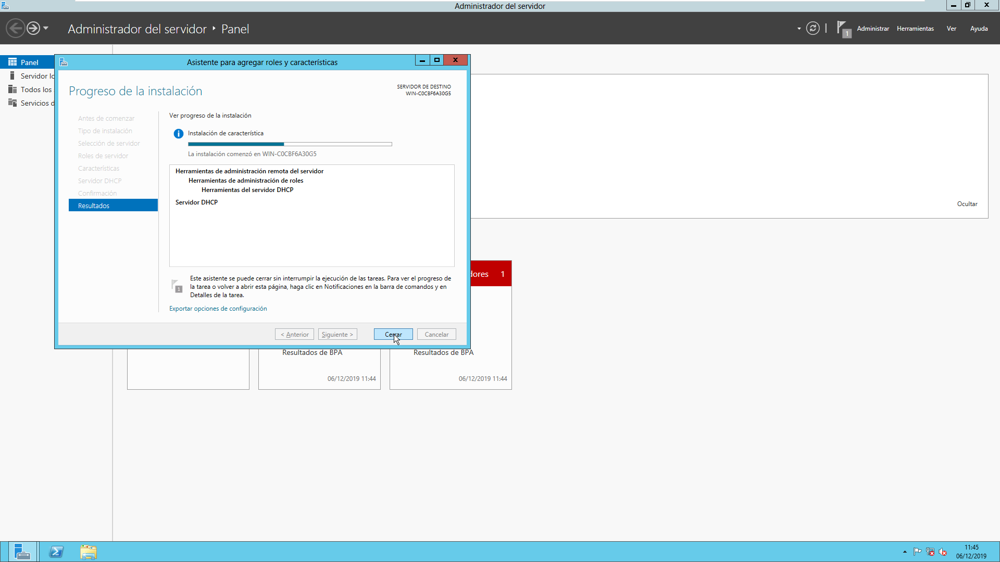 Administrador del servidor
Administrador del servidor ‣ Panel
1
Administrar
Herramientas
Ver
Ayuda
Panel
Servidor lo
Todos los
Servicios d
Asistente para agregar roles y características
Progreso de la instalación
SERVIDOR DE DESTINO
WIN-C0CBF6A30G5
Antes de comenzar
Tipo de instalación
Selección de servidor
Roles de servidor
Características
Servidor DHCP
Confirmación
Resultados
Ver progreso de la instalación
Instalación de característica
La instalación comenzó en WIN-C0CBF6A30G5
Herramientas de administración remota del servidor
Herramientas de administración de roles
Herramientas del servidor DHCP
Servidor DHCP
1
Este asistente se puede cerrar sin interrumpir la ejecución de las tareas. Para ver el progreso de
la tarea o volver a abrir esta página, haga clic en Notificaciones en la barra de comandos y en
Detalles de la tarea.
Exportar opciones de configuración
< Anterior
Siguiente >
Cerrar
Cancelar
Ocultar
dores 1
Resultados de BPA
06/12/2019 11:44
Resultados de BPA
06/12/2019 11:44
11:45
06/12/2019